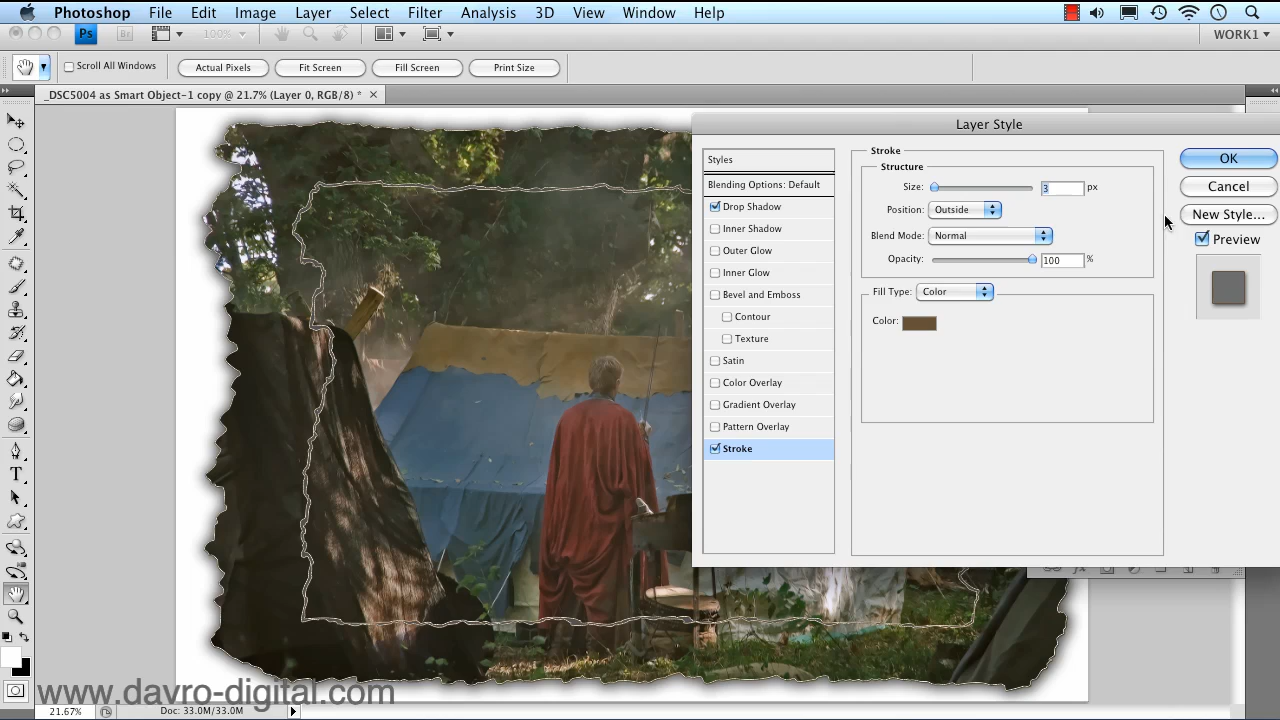 Photoshop File Edit Image Layer Select Filter Analysis 3D View Window Help
Ps Br 100% WORK1
Scroll All Windows Actual Pixels Fit Screen Fill Screen Print Size
_DSC5004 as Smart Object-1 copy @ 21.7% (Layer 0, RGB/8) *
Layer Style
Styles
Blending Options: Default
Drop Shadow
Inner Shadow
Outer Glow
Inner Glow
Bevel and Emboss
Contour
Texture
Satin
Color Overlay
Gradient Overlay
Pattern Overlay
Stroke
Stroke
Structure
Size: 3 px
Position: Outside
Blend Mode: Normal
Opacity: 100 %
Fill Type: Color
Color:
OK
Cancel
New Style...
Preview
T
www.davro-digital.com
21.67% Doc: 33.0M/33.0M